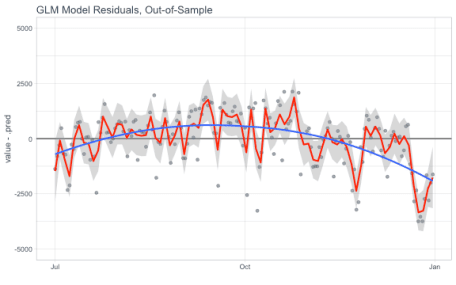 GLM Model Residuals, Out-of-Sample
5000
2500
0
-2500
-5000
value - .pred
Jul
Oct
Jan